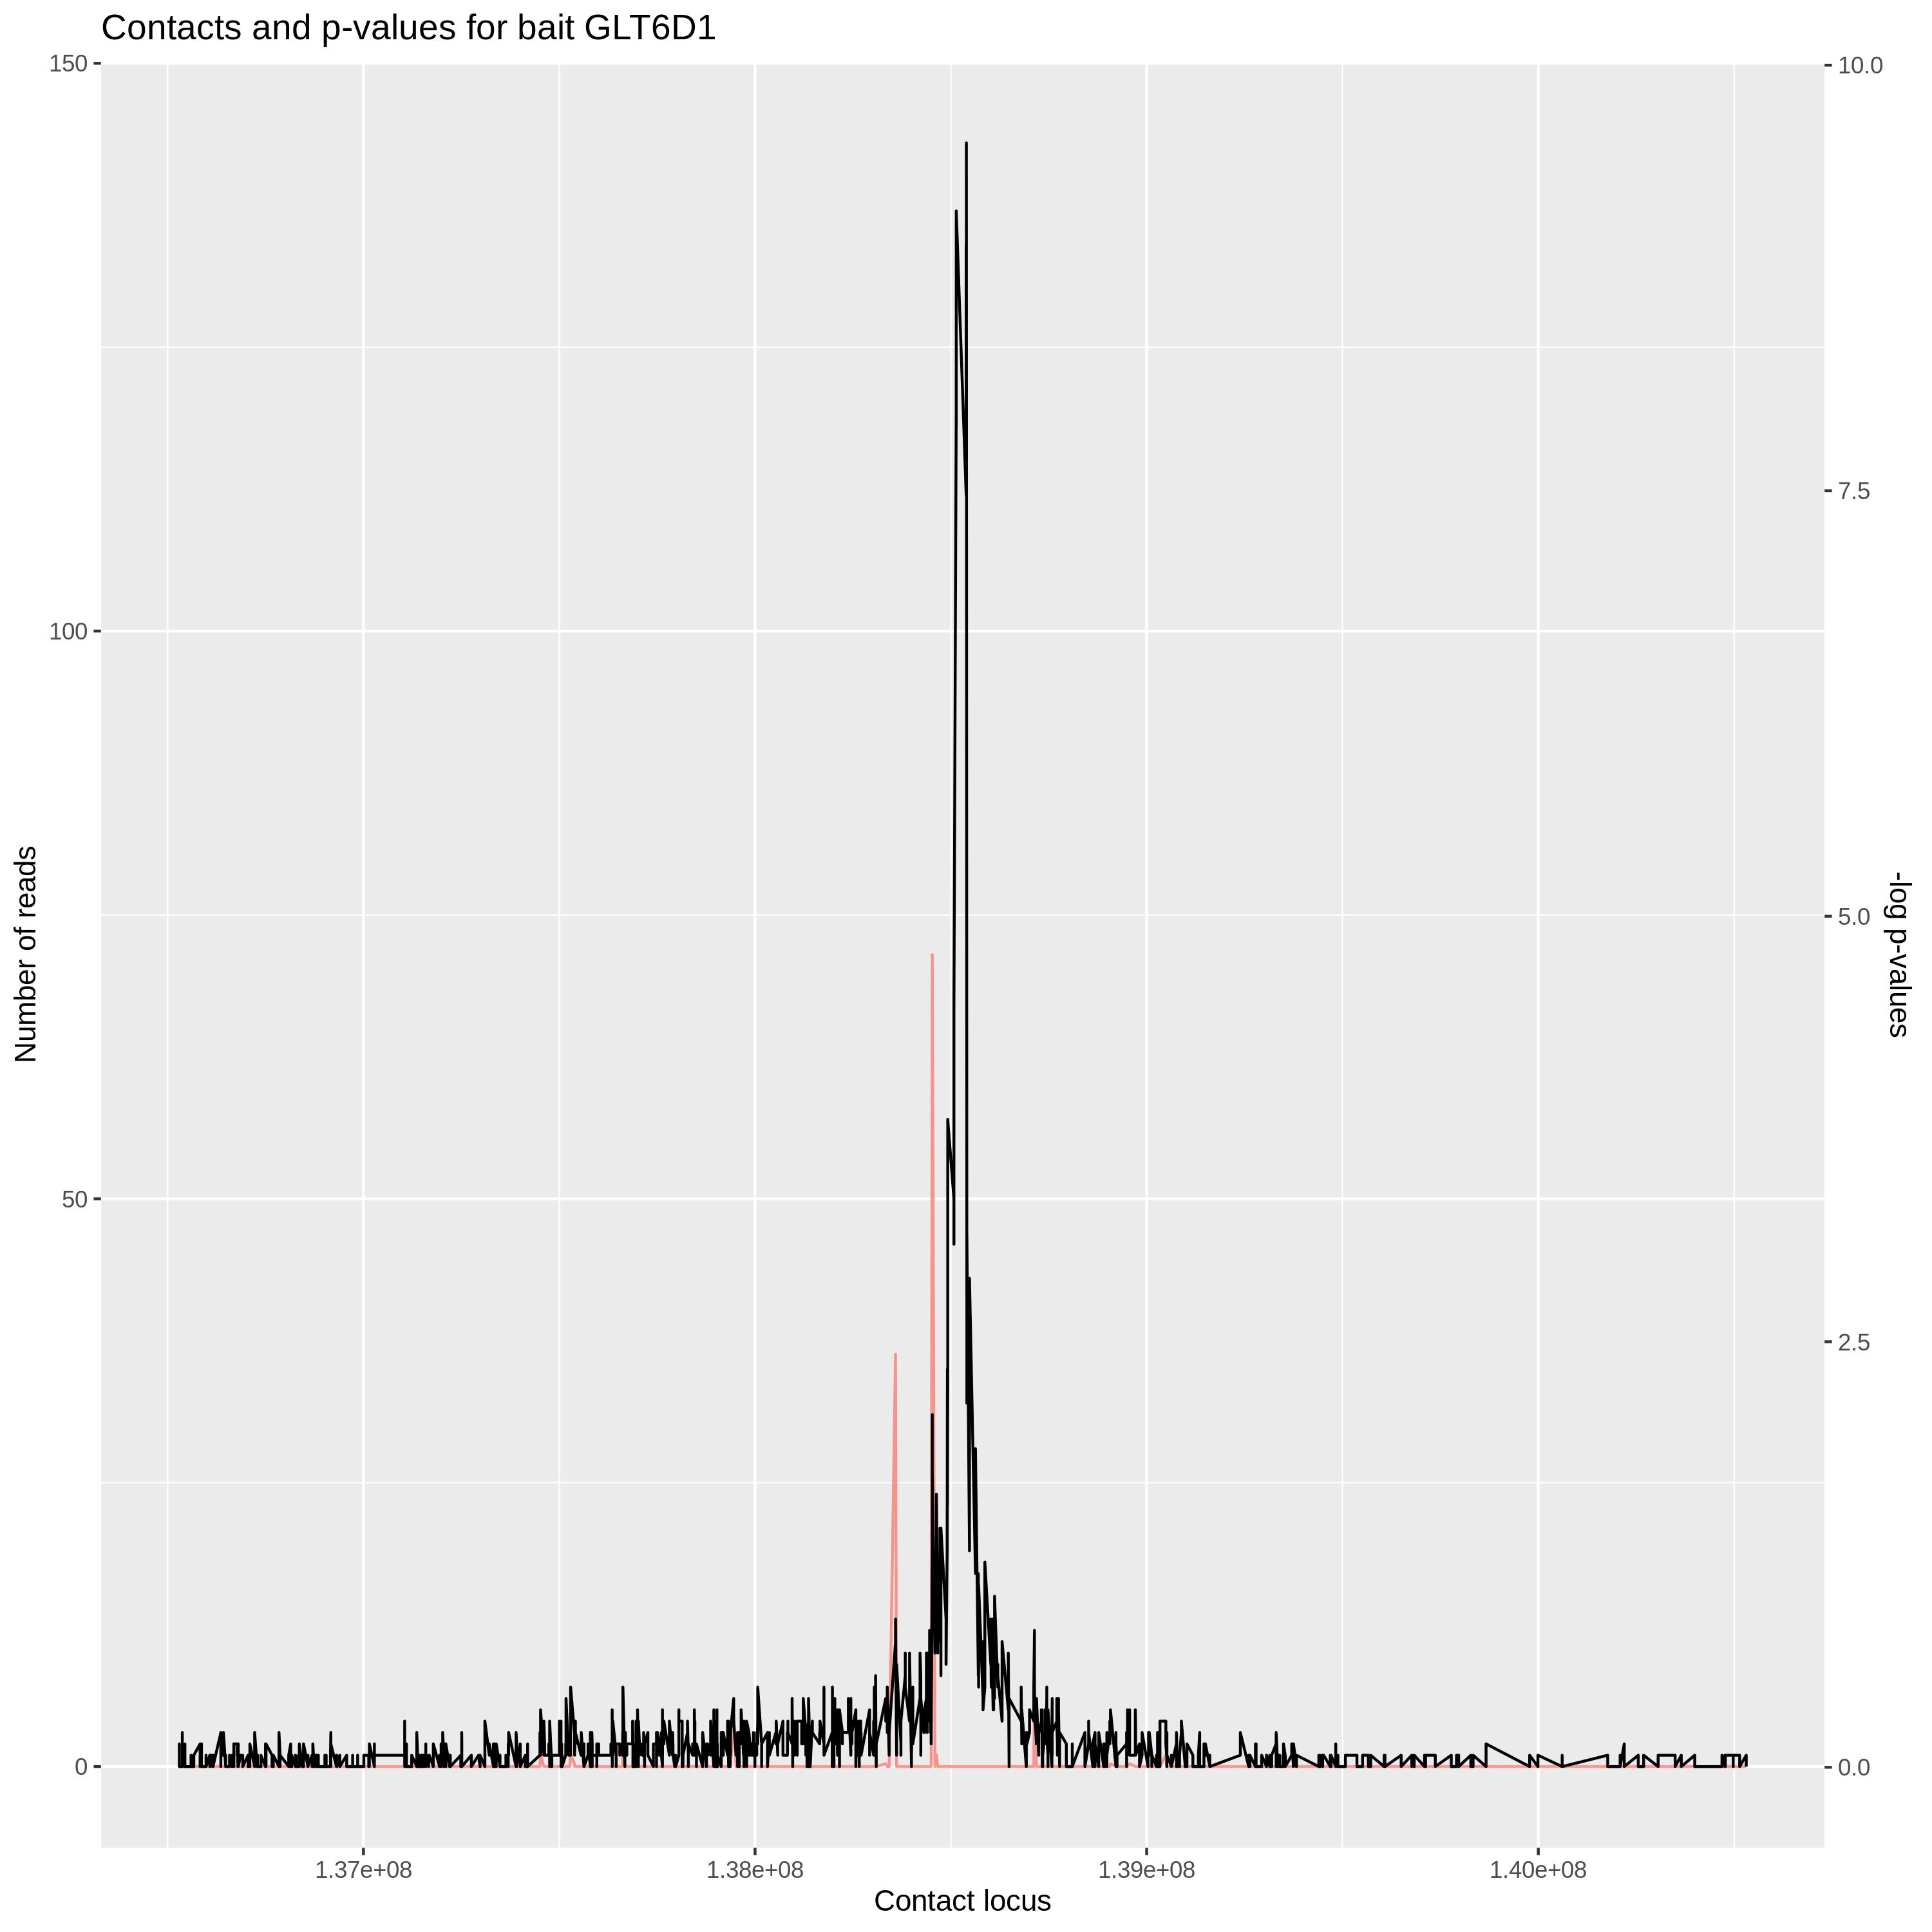 Contacts and p-values for bait GLT6D1
150
100
50
0
Number of reads
10.0
7.5
5.0
2.5
0.0
-log p-values
1.37e+08
1.38e+08
1.39e+08
1.40e+08
Contact locus